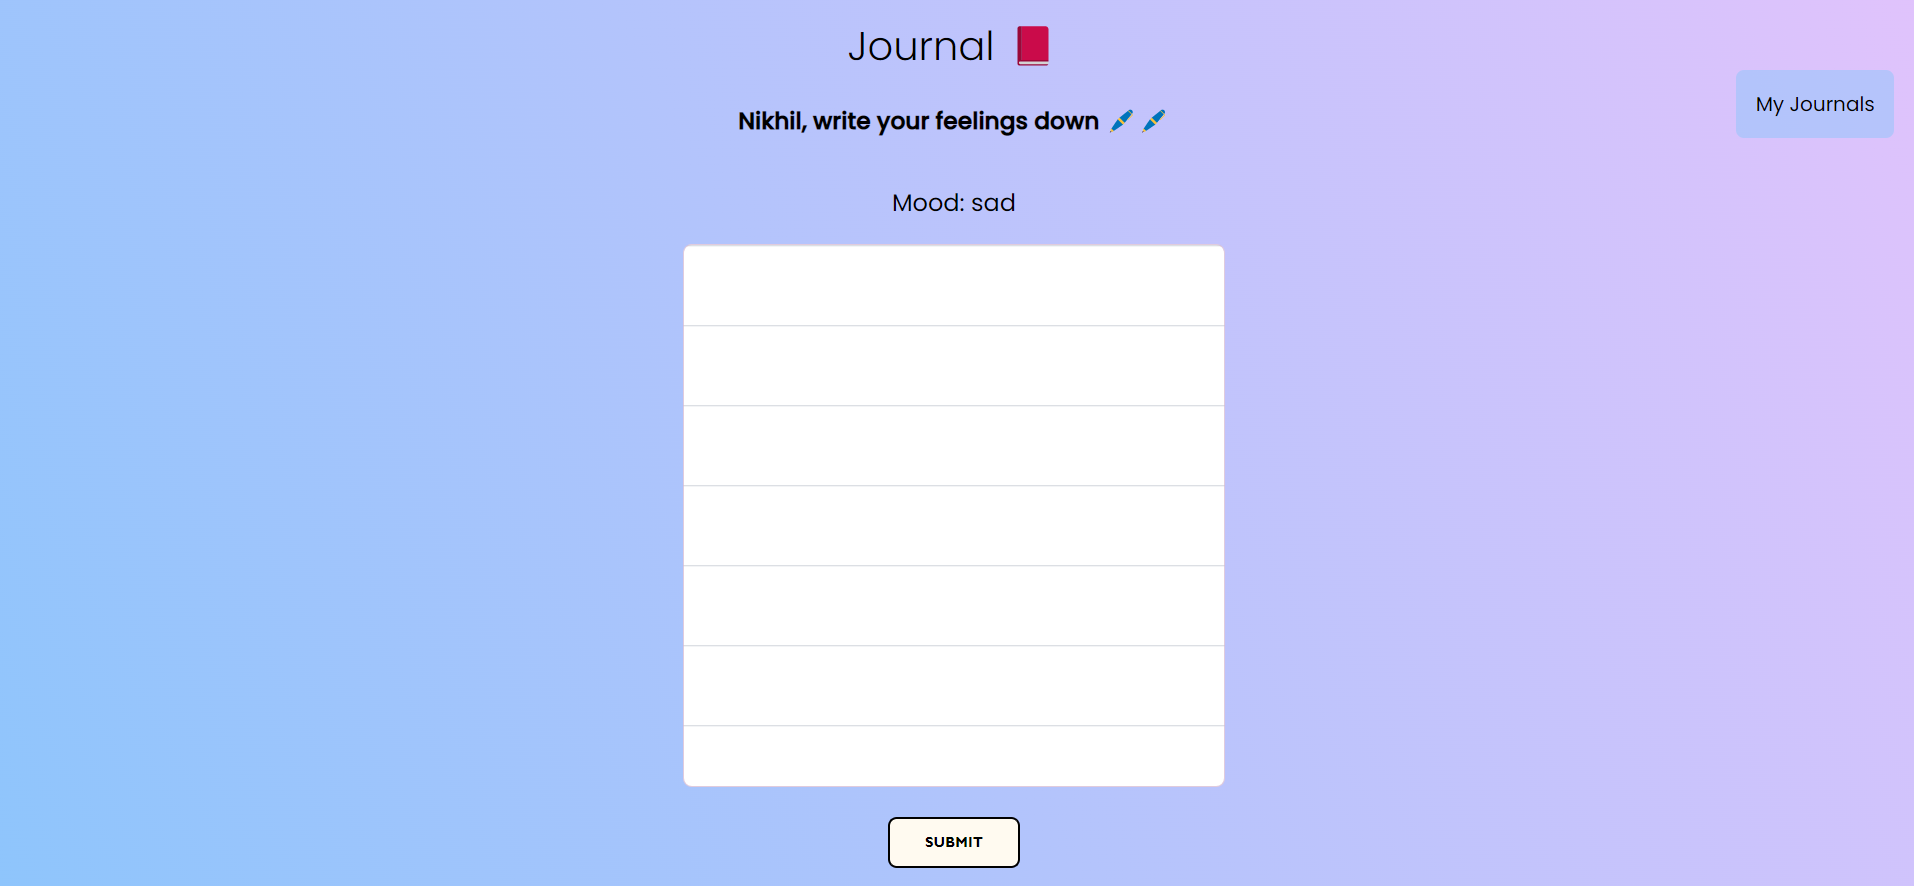 Journal
My Journals
Nikhil, write your feelings down
Mood: sad
SUBMIT